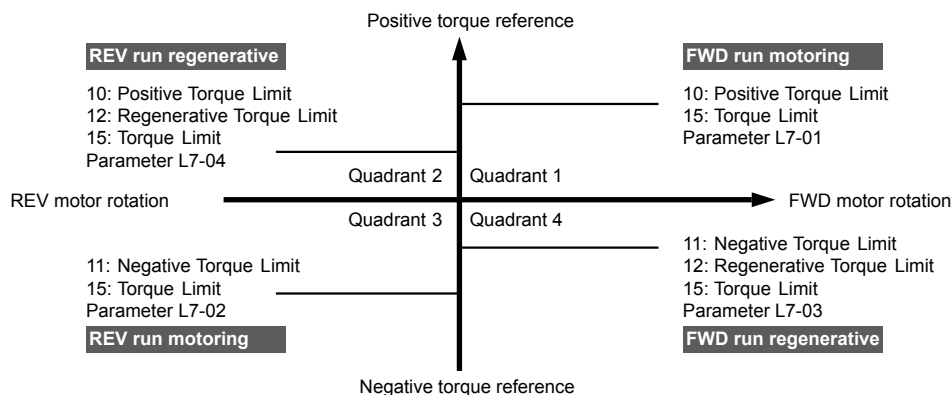 Positive torque reference
REV run regenerative
10: Positive Torque Limit
12: Regenerative Torque Limit
15: Torque Limit
Parameter L7-04
FWD run motoring
10: Positive Torque Limit
15: Torque Limit
Parameter L7-01
Quadrant 2
Quadrant 1
REV motor rotation
FWD motor rotation
Quadrant 3
Quadrant 4
11: Negative Torque Limit
15: Torque Limit
Parameter L7-02
REV run motoring
11: Negative Torque Limit
12: Regenerative Torque Limit
15: Torque Limit
Parameter L7-03
FWD run regenerative
Negative torque reference